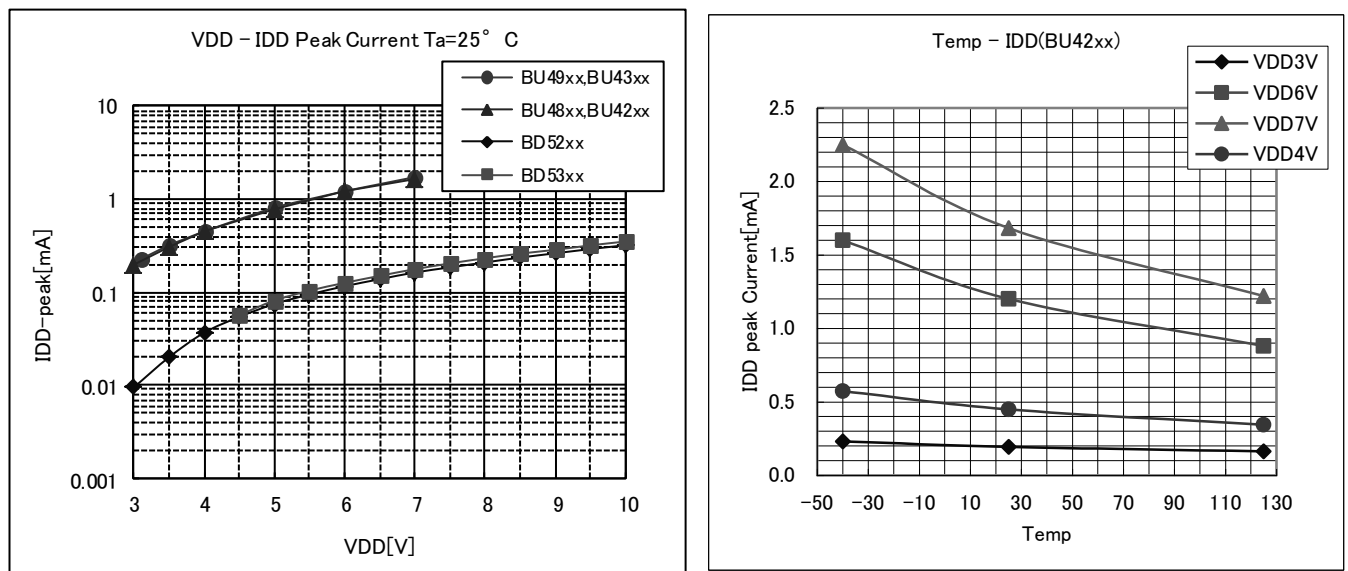 VDD - IDD Peak Current Ta=25° C
BU49xx,BU43xx
BU48xx,BU42xx
BD52xx
BD53xx
IDD-peak[mA]
10
1
0.1
0.01
0.001
3 4 5 6 7 8 9 10
VDD[V]
Temp - IDD(BU42xx)
VDD3V
VDD6V
VDD7V
VDD4V
IDD peak Current[mA]
2.5
2.0
1.5
1.0
0.5
0.0
-50 -30 -10 10 30 50 70 90 110 130
Temp